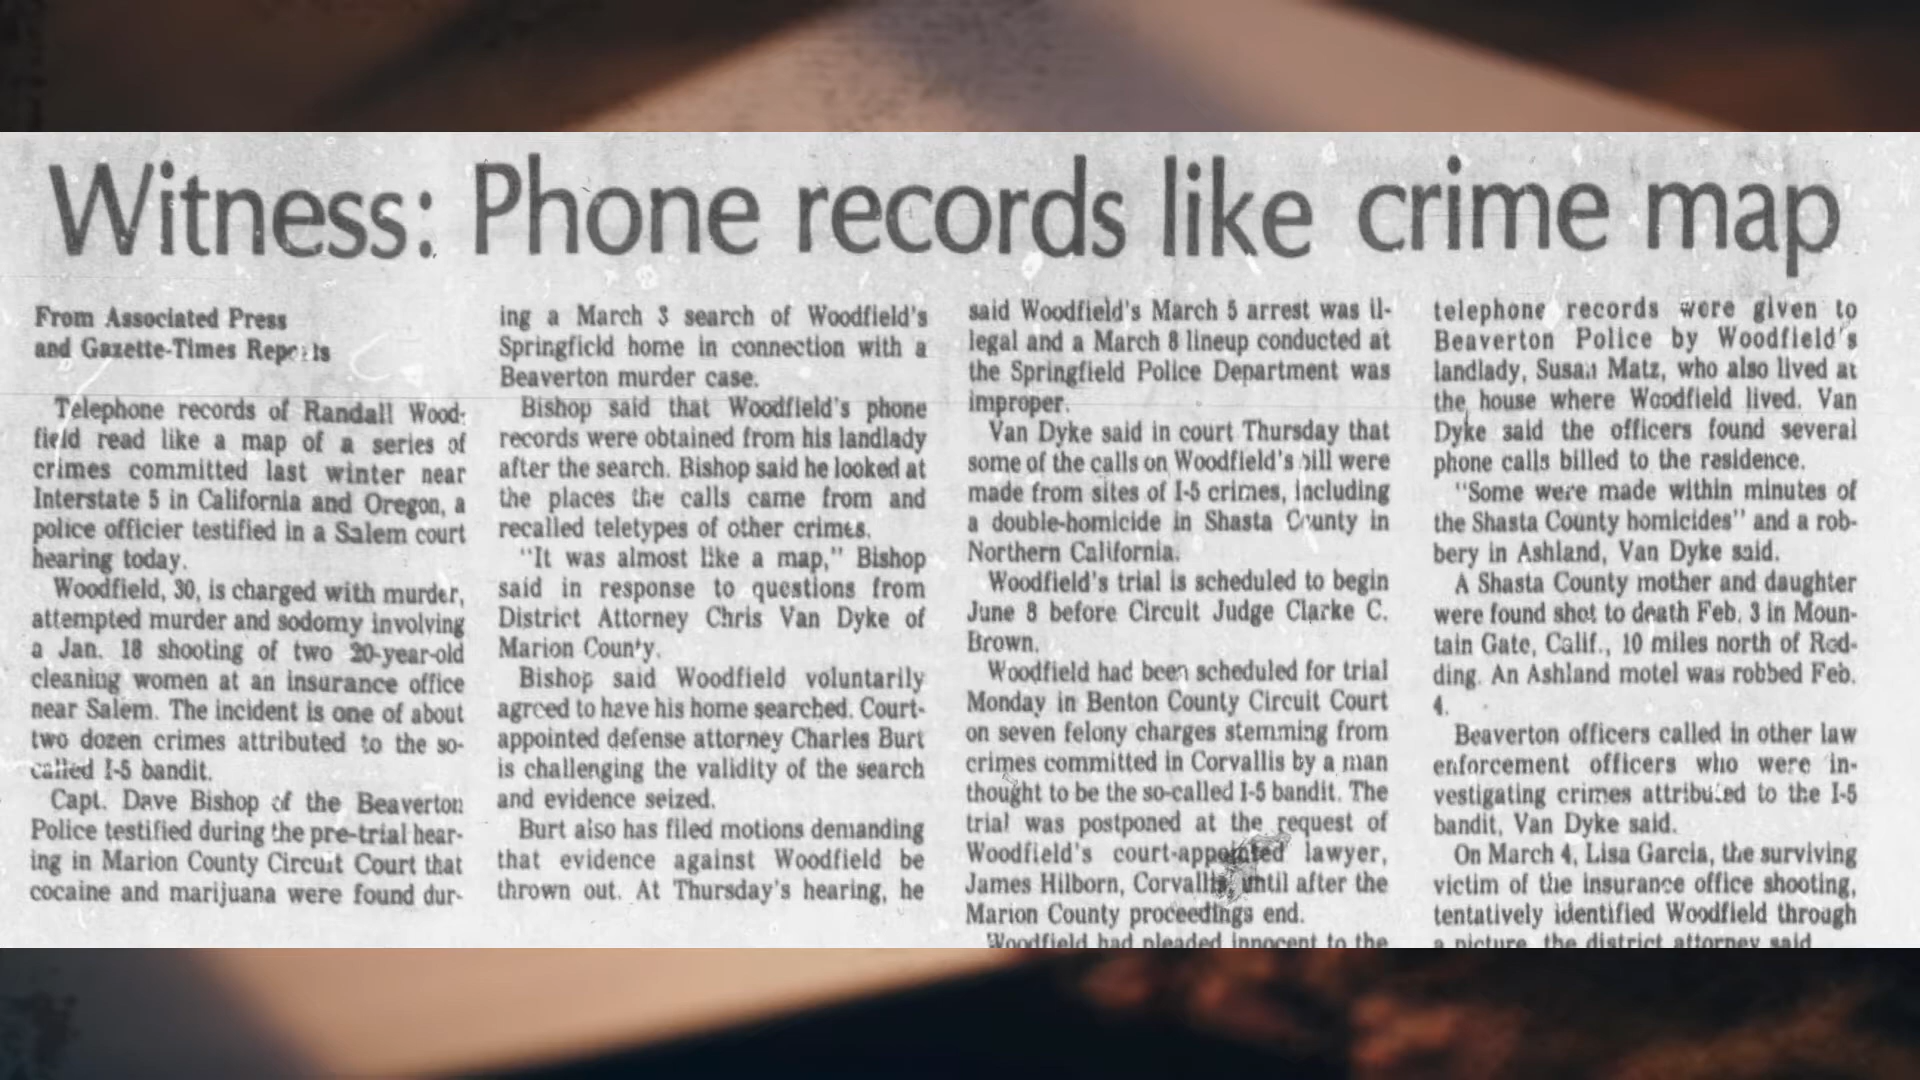 Witness: Phone records like crime map
From Associated Press
and Gazette-Times Reports
Telephone records of Randall Wood-
field read like a map of a series of
crimes committed last winter near
Interstate 5 in California and Oregon, a
police officier testified in a Salem court
hearing today.
Woodfield, 30, is charged with murder,
attempted murder and sodomy involving
a Jan. 18 shooting of two 20-year-old
cleaning women at an insurance office
near Salem. The incident is one of about
two dozen crimes attributed to the so-
called I-5 bandit.
Capt. Dave Bishop of the Beaverton
Police testified during the pre-trial hear-
ing in Marion County Circuit Court that
cocaine and marijuana were found dur-
ing a March 3 search of Woodfield's
Springfield home in connection with a
Beaverton murder case.
Bishop said that Woodfield's phone
records were obtained from his landlady
after the search. Bishop said he looked at
the places the calls came from and
recalled teletypes of other crimes.
"It was almost like a map," Bishop
said in response to questions from
District Attorney Chris Van Dyke of
Marion County.
Bishop said Woodfield voluntarily
agreed to have his home searched. Court-
appointed defense attorney Charles Burt
is challenging the validity of the search
and evidence seized.
Burt also has filed motions demanding
that evidence against Woodfield be
thrown out. At Thursday's hearing, he
said Woodfield's March 5 arrest was il-
legal and a March 8 lineup conducted at
the Springfield Police Department was
improper.
Van Dyke said in court Thursday that
some of the calls on Woodfield's bill were
made from sites of I-5 crimes, including
a double-homicide in Shasta County in
Northern California.
Woodfield's trial is scheduled to begin
June 8 before Circuit Judge Clarke C.
Brown.
Woodfield had been scheduled for trial
Monday in Benton County Circuit Court
on seven felony charges stemming from
crimes committed in Corvallis by a man
thought to be the so-called I-5 bandit. The
trial was postponed at the request of
Woodfield's court-appointed lawyer,
James Hilborn, Corvallis, until after the
Marion County proceedings end.
Woodfield had pleaded innocent to the
telephone records were given to
Beaverton Police by Woodfield's
landlady, Susan Matz, who also lived at
the house where Woodfield lived. Van
Dyke said the officers found several
phone calls billed to the residence.
"Some were made within minutes of
the Shasta County homicides" and a rob-
bery in Ashland, Van Dyke said.
A Shasta County mother and daughter
were found shot to death Feb. 3 in Moun-
tain Gate, Calif., 10 miles north of Red-
ding. An Ashland motel was robbed Feb.
4.
Beaverton officers called in other law
enforcement officers who were in-
vestigating crimes attributed to the I-5
bandit, Van Dyke said.
On March 4, Lisa Garcia, the surviving
victim of the insurance office shooting,
tentatively identified Woodfield through
a picture, the district attorney said